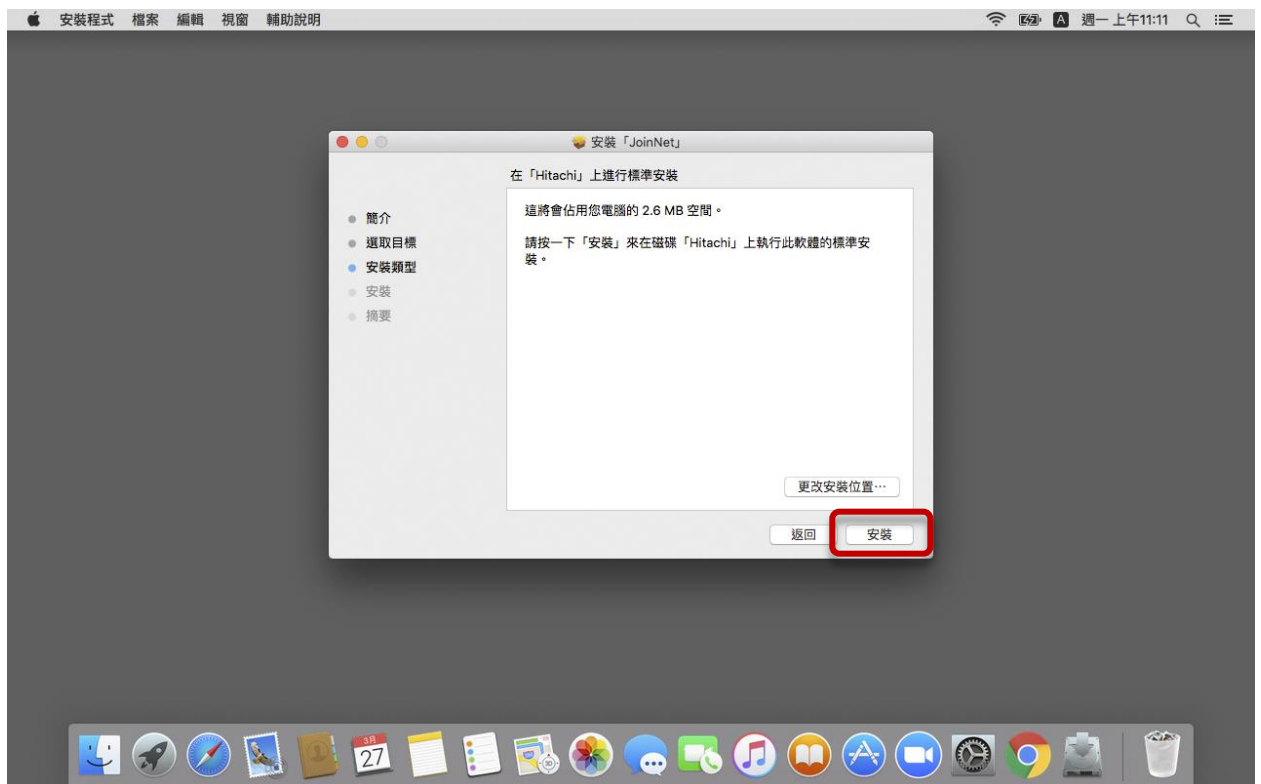 安裝程式 檔案 編輯 視窗 輔助說明 A 週一 上午11:11
安裝「JoinNet」
在「Hitachi」上進行標準安裝
簡介
選取目標
安裝類型
安裝
摘要
這將會佔用您電腦的 2.6 MB 空間。
請按一下「安裝」來在磁碟「Hitachi」上執行此軟體的標準安
裝。
更改安裝位置⋯
返回 安裝
3月
27